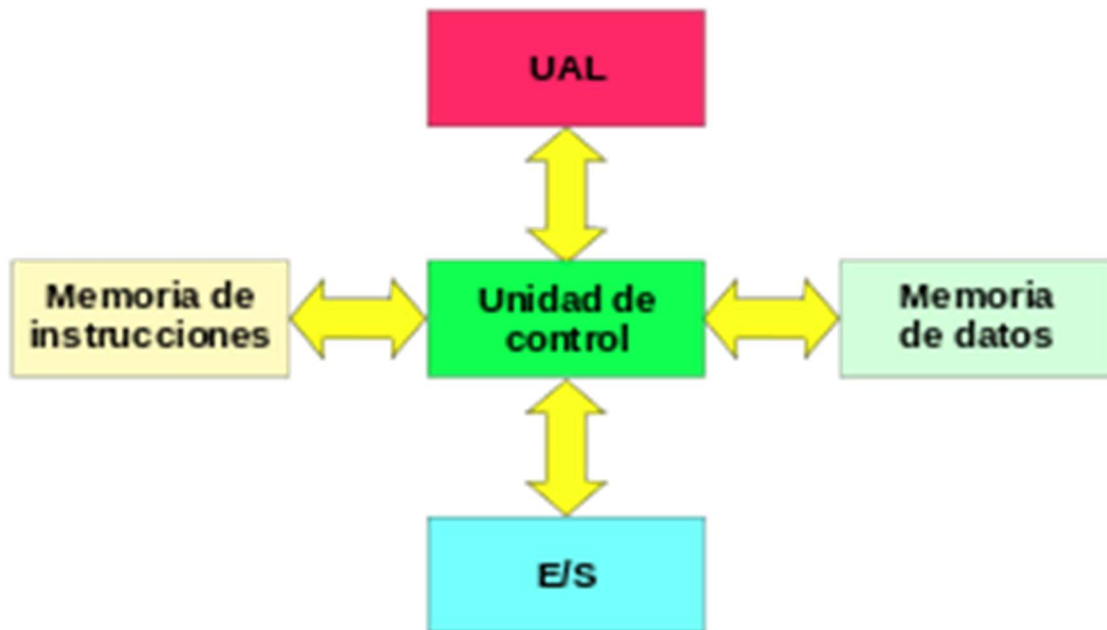 UAL
Memoria de
instrucciones
Unidad de
control
Memoria
de datos
E/S